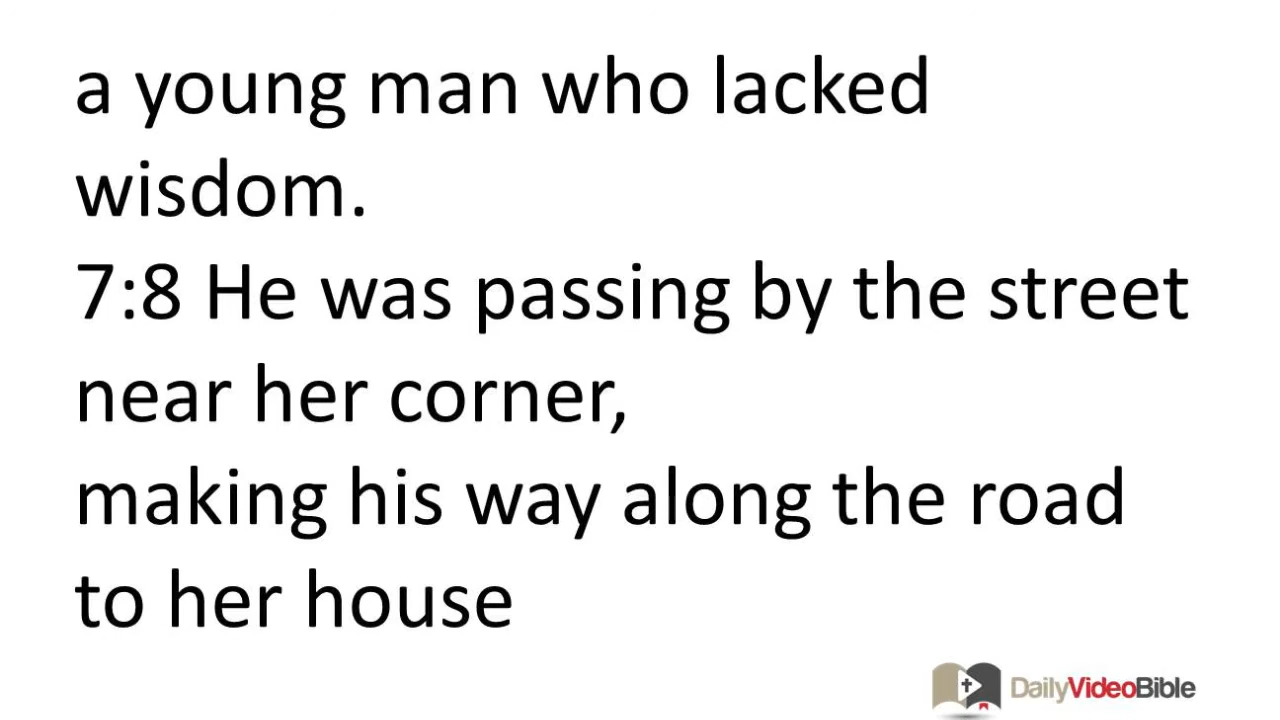 a young man who lacked
wisdom.
7:8 He was passing by the street
near her corner,
making his way along the road
to her house
DailyVideoBible